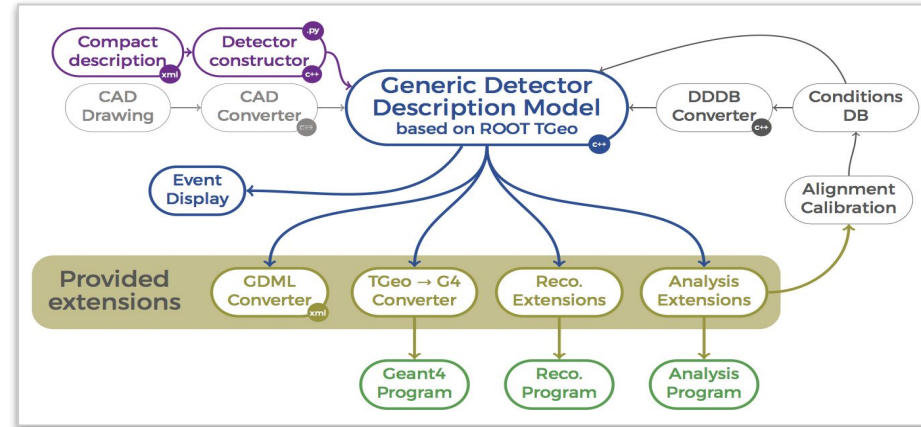 Compact
description
xml
Detector
constructor
.py
c++
CAD
Drawing
CAD
Converter
c++
Generic Detector
Description Model
based on ROOT TGeo
c++
DDDB
Converter
c++
Conditions
DB
Event
Display
Alignment
Calibration
Provided
extensions
GDML
Converter
xml
TGeo → G4
Converter
Reco.
Extensions
Analysis
Extensions
Geant4
Program
Reco.
Program
Analysis
Program